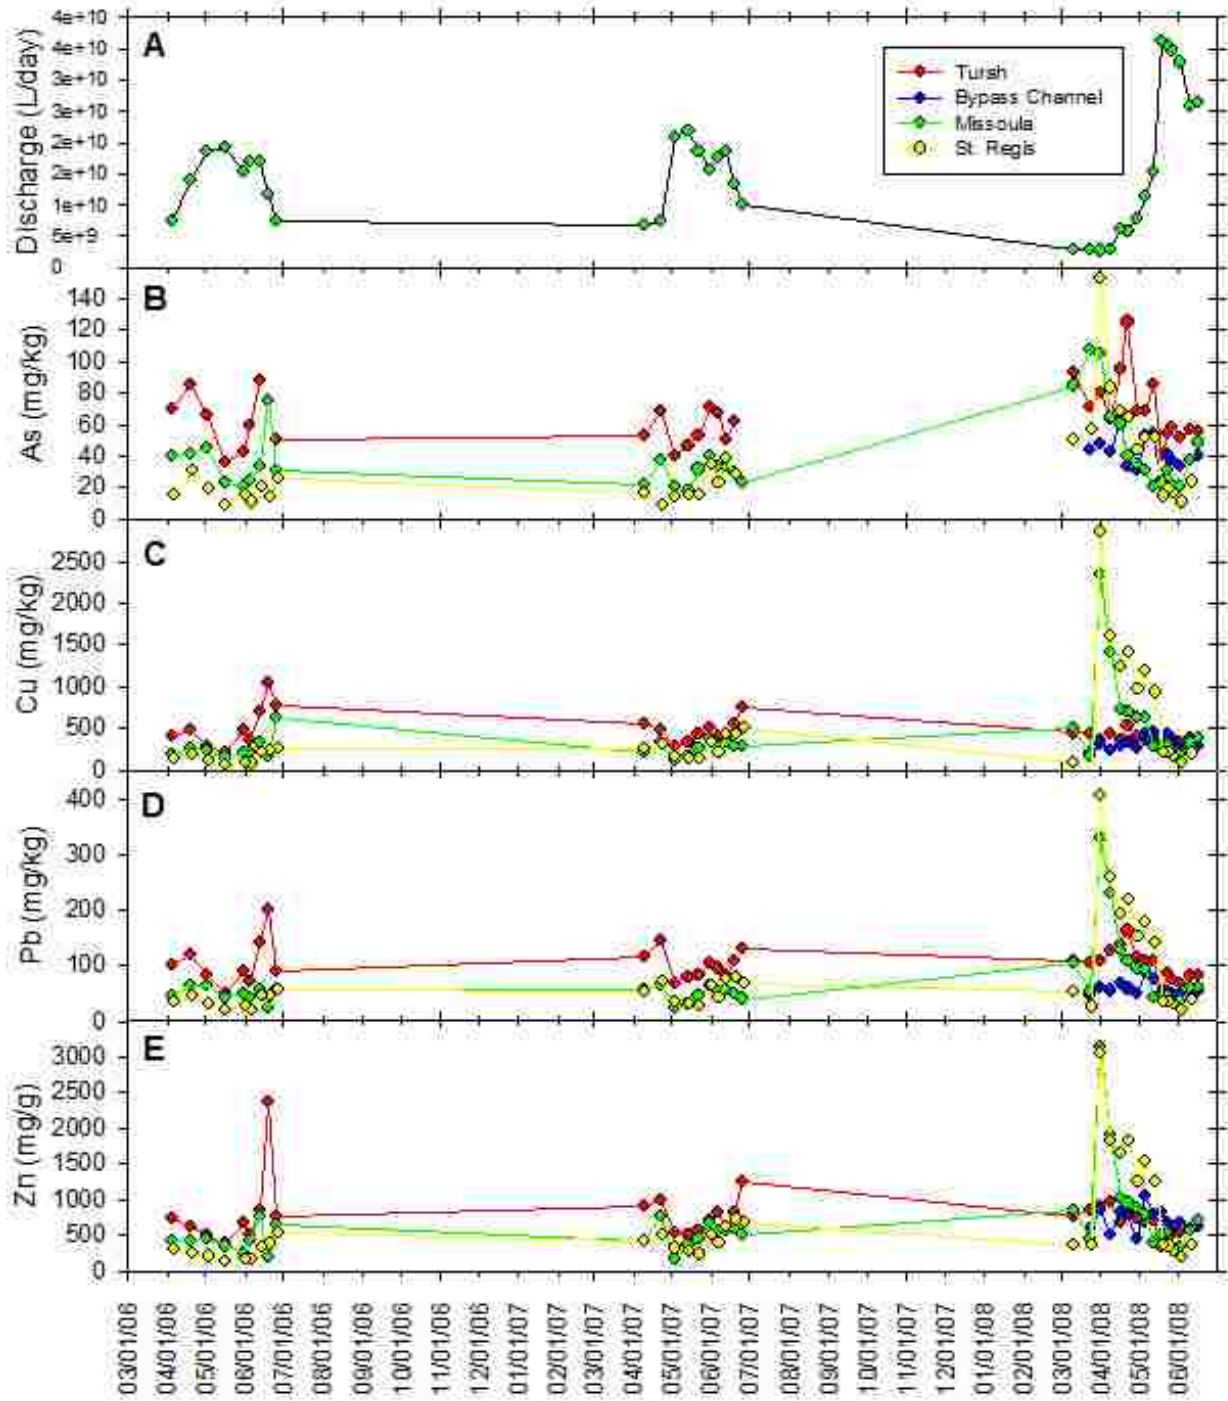 A
Discharge (L/day)
4e+10
4e+10
3e+10
3e+10
2e+10
2e+10
1e+10
5e+9
0
Turah
Bypass Channel
Missoula
St. Regis
B
As (mg/kg)
140
120
100
80
60
40
20
0
C
Cu (mg/kg)
2500
2000
1500
1000
500
0
D
Pb (mg/kg)
400
300
200
100
0
E
Zn (mg/g)
3000
2500
2000
1500
1000
500
0
03/01/06
04/01/06
05/01/06
06/01/06
07/01/06
08/01/06
09/01/06
10/01/06
11/01/06
12/01/06
01/01/07
02/01/07
03/01/07
04/01/07
05/01/07
06/01/07
07/01/07
08/01/07
09/01/07
10/01/07
11/01/07
12/01/07
01/01/08
02/01/08
03/01/08
04/01/08
05/01/08
06/01/08